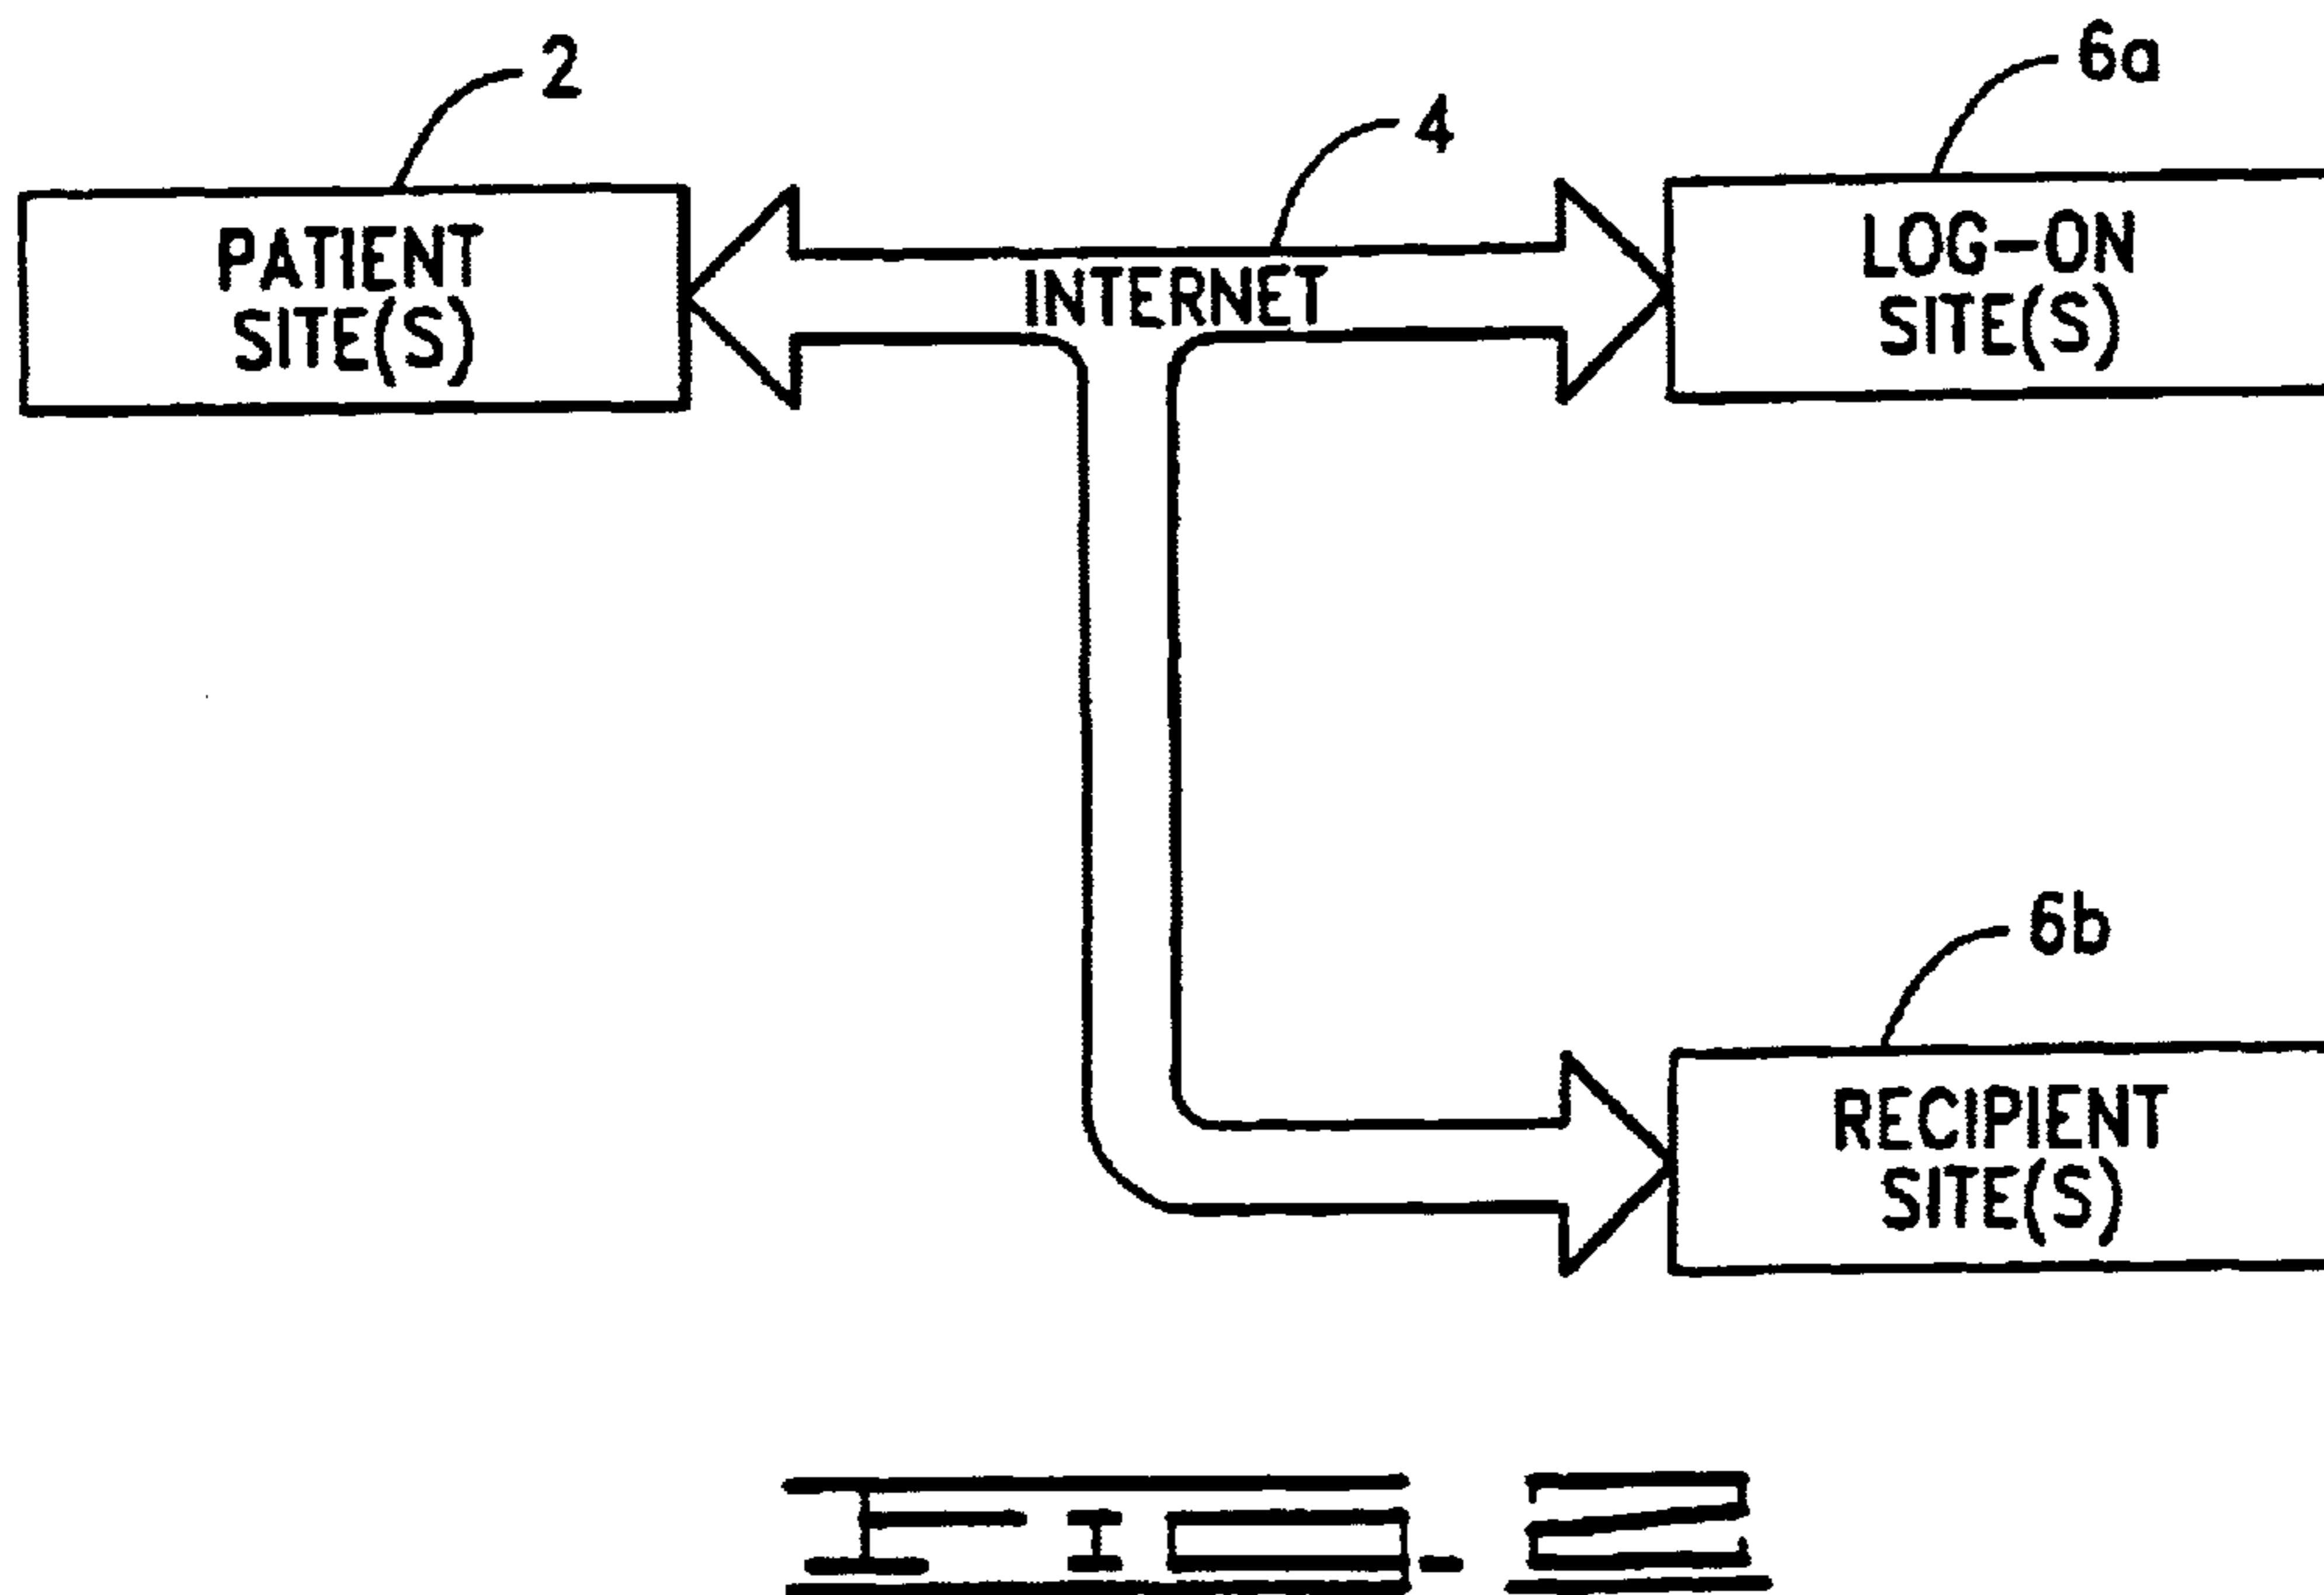 2
4
6a
PATIENT
SITE(S)
INTERNET
LOG-ON
SITE(S)
6b
RECIPIENT
SITE(S)
FIG. 2